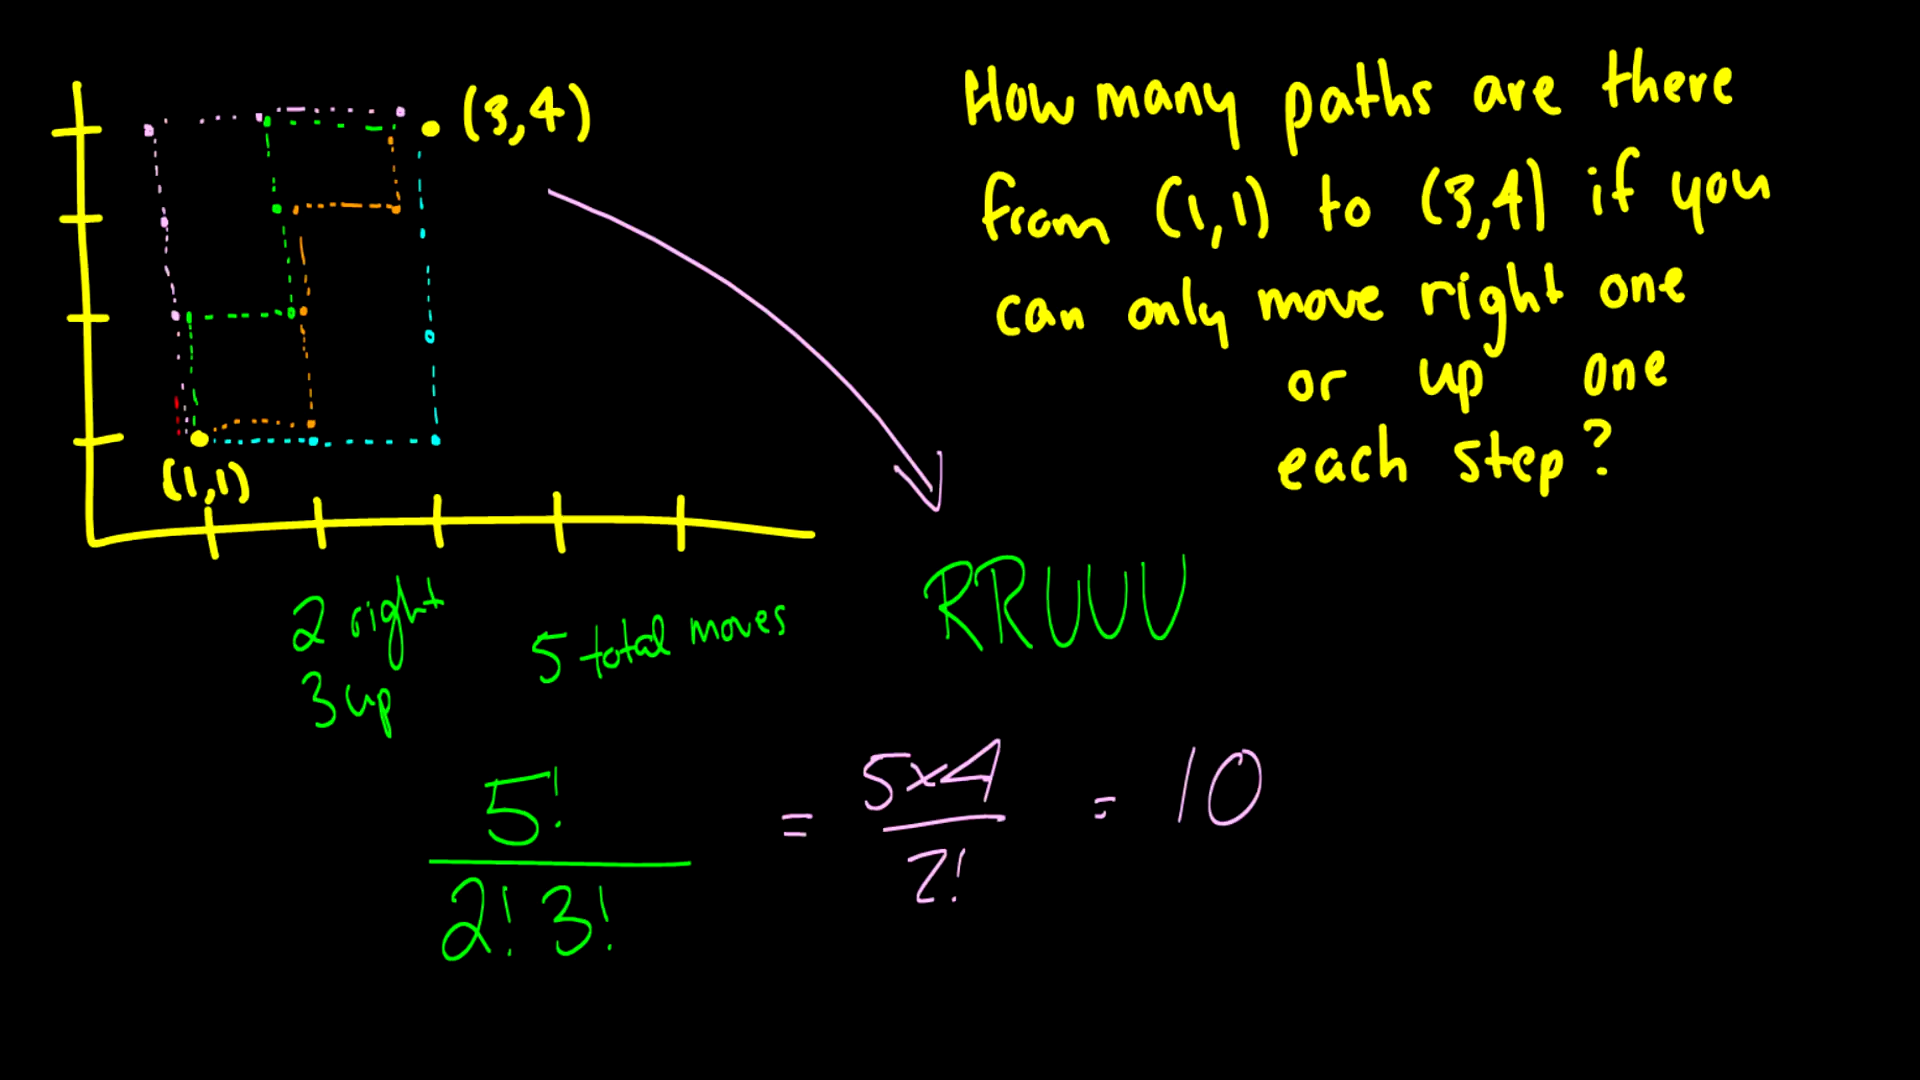 (3,4)
(1,1)
How many paths are there
from (1,1) to (3,4) if you
can only move right one
or up one
each step?
2 right
3 up
5 total moves
RRUUU
5!
2! 3!
= 5x4
2!
= 10